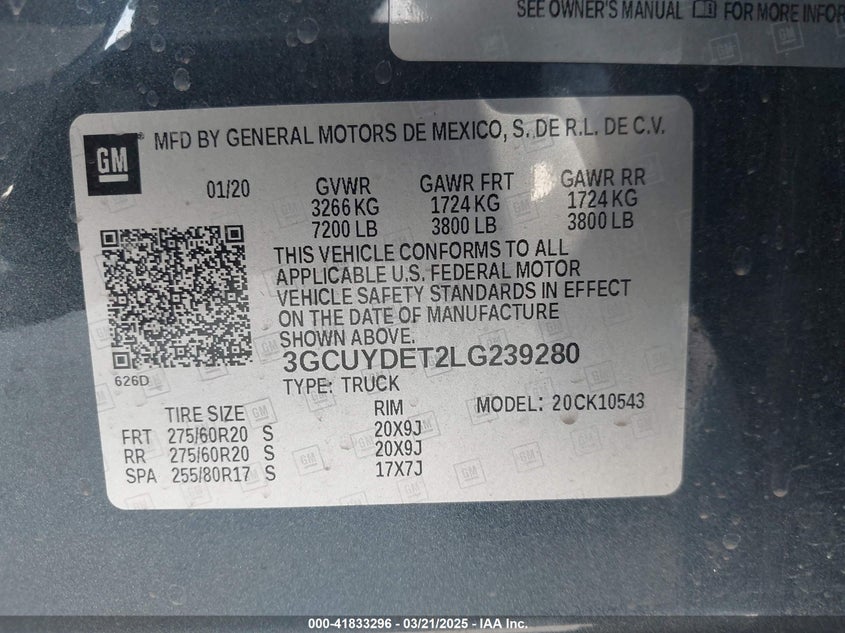 SEE OWNER'S MANUAL FOR MORE INFOR
GM ® MFD BY GENERAL MOTORS DE MEXICO, S. DE R.L. DE C.V.
01/20 GVWR GAWR FRT GAWR RR
3266 KG 1724 KG 1724 KG
7200 LB 3800 LB 3800 LB
THIS VEHICLE CONFORMS TO ALL
APPLICABLE U.S. FEDERAL MOTOR
VEHICLE SAFETY STANDARDS IN EFFECT
ON THE DATE OF MANUFACTURE
SHOWN ABOVE.
3GCUYDET2LG239280
626D TYPE: TRUCK
TIRE SIZE RIM MODEL: 20CK10543
FRT 275/60R20 S 20X9J
RR 275/60R20 S 20X9J
SPA 255/80R17 S 17X7J
000-41833296 - 03/21/2025 - IAA Inc.